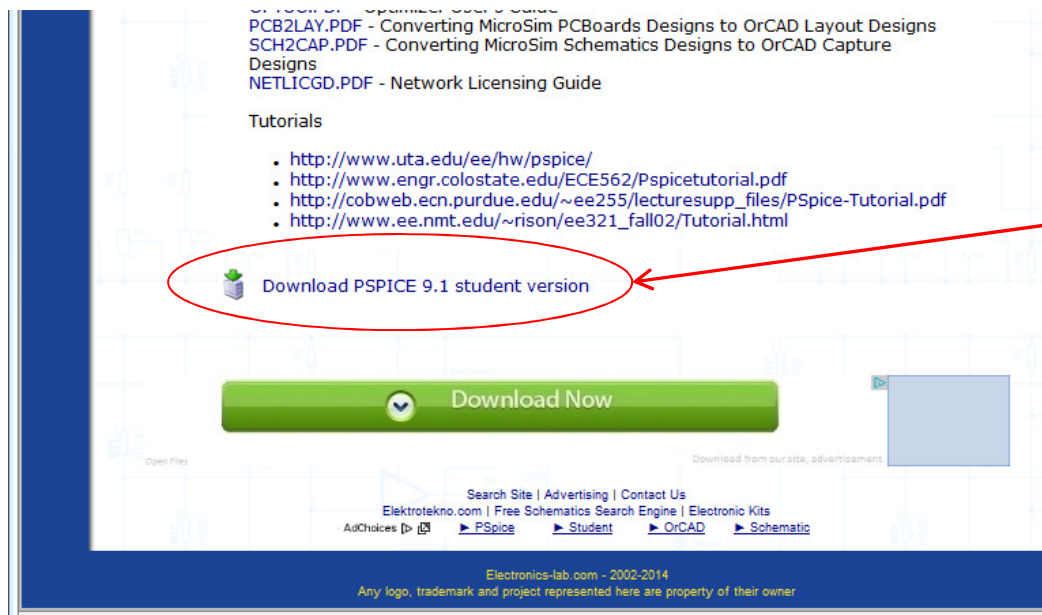 PCB2LAY.PDF - Converting MicroSim PCBoards Designs to OrCAD Layout Designs
SCH2CAP.PDF - Converting MicroSim Schematics Designs to OrCAD Capture
Designs
NETLICGD.PDF - Network Licensing Guide
Tutorials
• http://www.uta.edu/ee/hw/pspice/
• http://www.engr.colostate.edu/ECE562/Pspicetutorial.pdf
• http://cobweb.ecn.purdue.edu/~ee255/lecturesupp_files/PSpice-Tutorial.pdf
• http://www.ee.nmt.edu/~rison/ee321_fall02/Tutorial.html
Download PSPICE 9.1 student version
Download Now
Open Files
Download from our site, advertisement
Search Site | Advertising | Contact Us
Elektrotekno.com | Free Schematics Search Engine | Electronic Kits
AdChoices ► PSpice ► Student ► OrCAD ► Schematic
Electronics-lab.com - 2002-2014
Any logo, trademark and project represented here are property of their owner